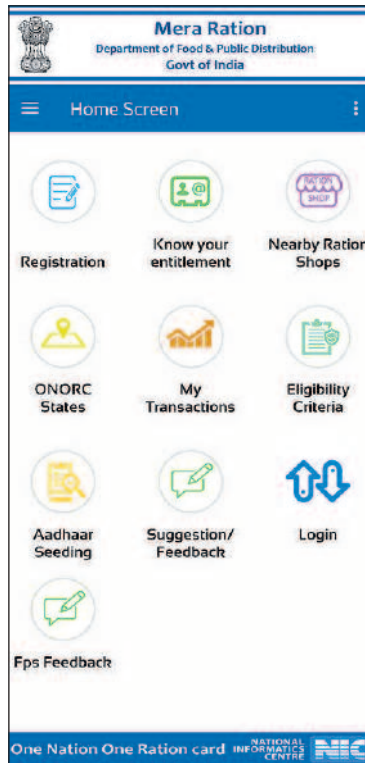 Mera Ration
Department of Food & Public Distribution
Govt of India
Home Screen
RATION
SHOP
Registration
Know your
entitlement
Nearby Ration
Shops
ONORC
States
My
Transactions
Eligibility
Criteria
Aadhaar
Seeding
Suggestion/
Feedback
Login
Fps Feedback
One Nation One Ration card
NATIONAL
INFORMATICS
CENTRE
NIC